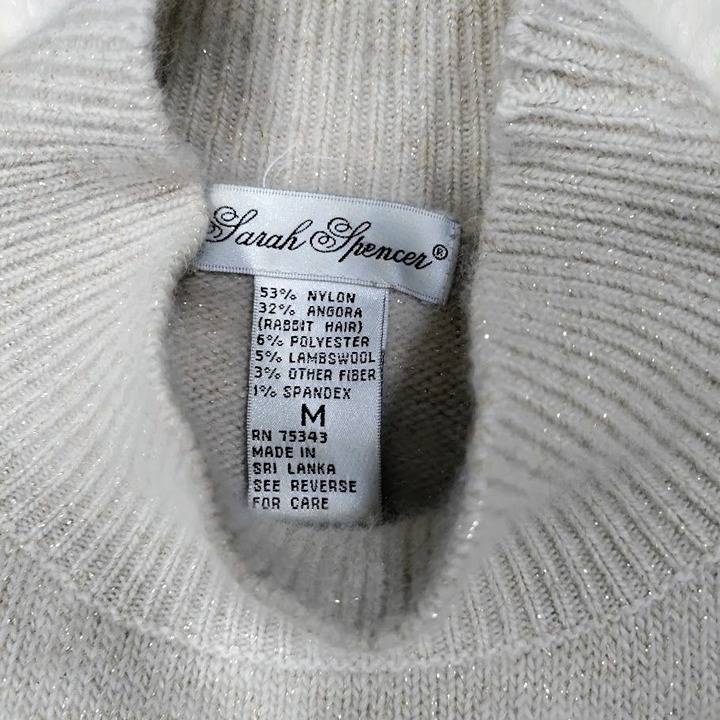 Sarah Spencer®
53% NYLON
32% ANGORA
(RABBIT HAIR)
6% POLYESTER
5% LAMBSWOOL
3% OTHER FIBER
1% SPANDEX
M
RN 75343
MADE IN
SRI LANKA
SEE REVERSE
FOR CARE